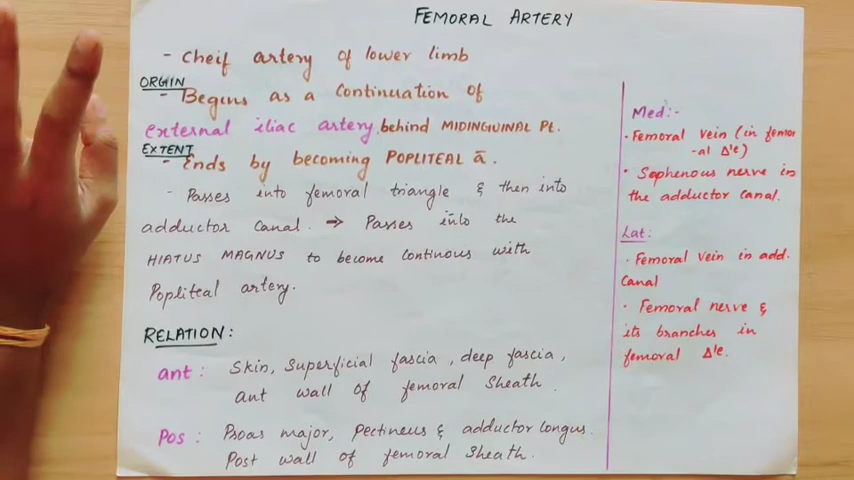 FEMORAL ARTERY
- Cheif artery of lower limb
ORGIN
- Begins as a Continuation of
external iliac artery behind MIDINGIUINAL Pt.
EXTENT
- Ends by becoming POPLITEAL ā.
- Passes into femoral triangle & then into
adductor Canal. → Passes into the
HIATUS MAGNUS to become Continous with
Popliteal artery.
RELATION:
ant: Skin, Superficial fascia, deep fascia,
ant wall of femoral Sheath
Pos: Psoas major, Pectineus & adductor longus.
Post wall of femoral Sheath.
Med:-
• Femoral vein (in femor
-al Δ'le)
• Saphenous nerve in
the adductor canal.
Lat:
• Femoral vein in add.
Canal
• Femoral nerve &
its branches in
femoral Δ'le.